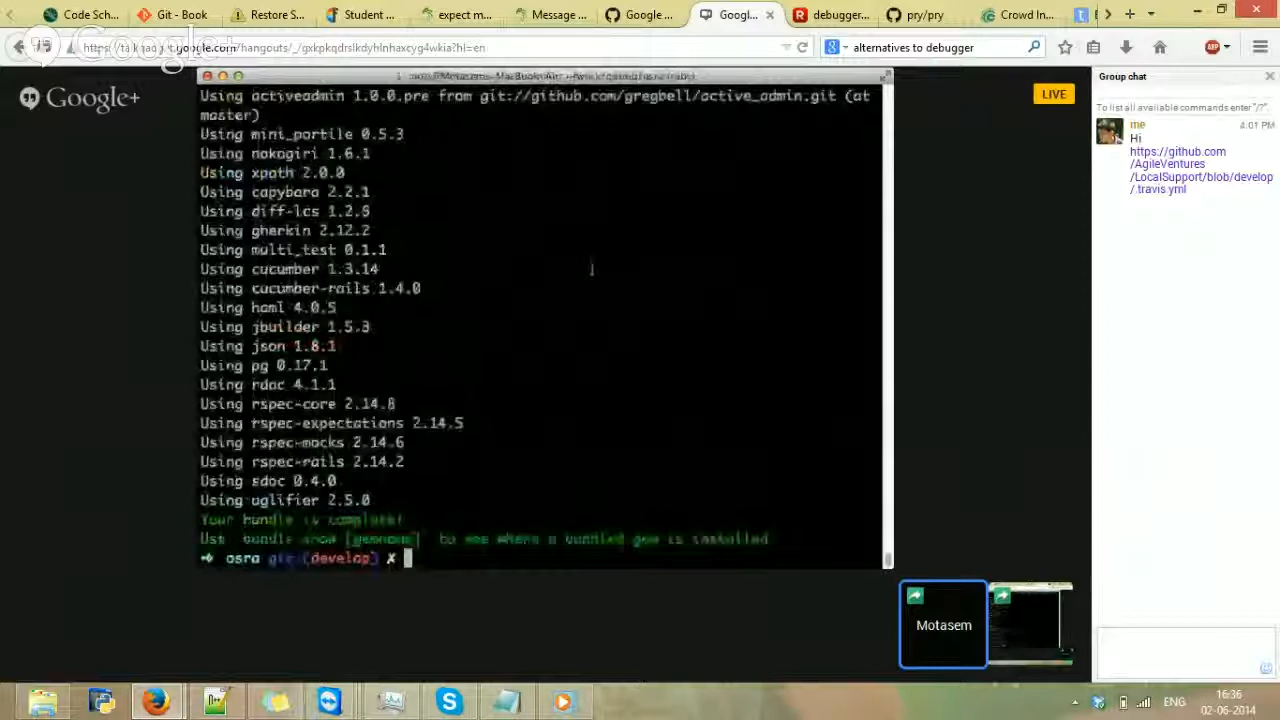 Code Sc...
Git - Book
Restore S...
Student ...
expect m...
Message ...
Google ...
Googl...
debugger...
pry/pry
Crowd In...
alternatives to debugger
Google+
LIVE
Group chat
To list all available commands enter "/?".
me
4:01 PM
Hi
https://github.com
/AgileVentures
/LocalSupport/blob/develop
/.travis.yml
Using activeadmin 1.0.0.pre from git://github.com/gregbell/active_admin.git (at
master)
Using mini_portile 0.5.3
Using nokogiri 1.6.1
Using xpath 2.0.0
Using capybara 2.2.1
Using diff-lcs 1.2.5
Using gherkin 2.12.2
Using multi_test 0.1.1
Using cucumber 1.3.14
Using cucumber-rails 1.4.0
Using haml 4.0.5
Using jbuilder 1.5.3
Using json 1.8.1
Using pg 0.17.1
Using rdoc 4.1.1
Using rspec-core 2.14.8
Using rspec-expectations 2.14.5
Using rspec-mocks 2.14.6
Using rspec-rails 2.14.2
Using sdoc 0.4.0
Using uglifier 2.5.0
Your bundle is complete!
Use `bundle show [gemname]` to see where a bundled gem is installed.
osra git:(develop) ✗
Motasem
ENG
16:36
02-06-2014